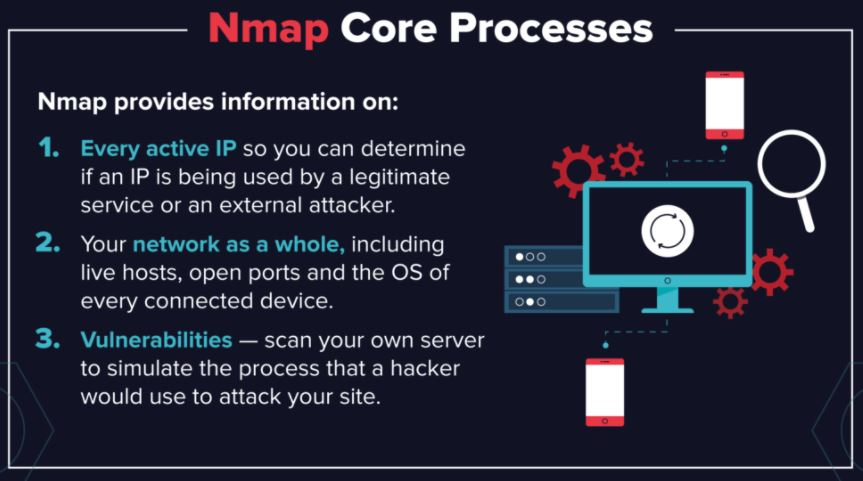 Nmap Core Processes
Nmap provides information on:
1. Every active IP so you can determine
if an IP is being used by a legitimate
service or an external attacker.
2. Your network as a whole, including
live hosts, open ports and the OS of
every connected device.
3. Vulnerabilities — scan your own server
to simulate the process that a hacker
would use to attack your site.